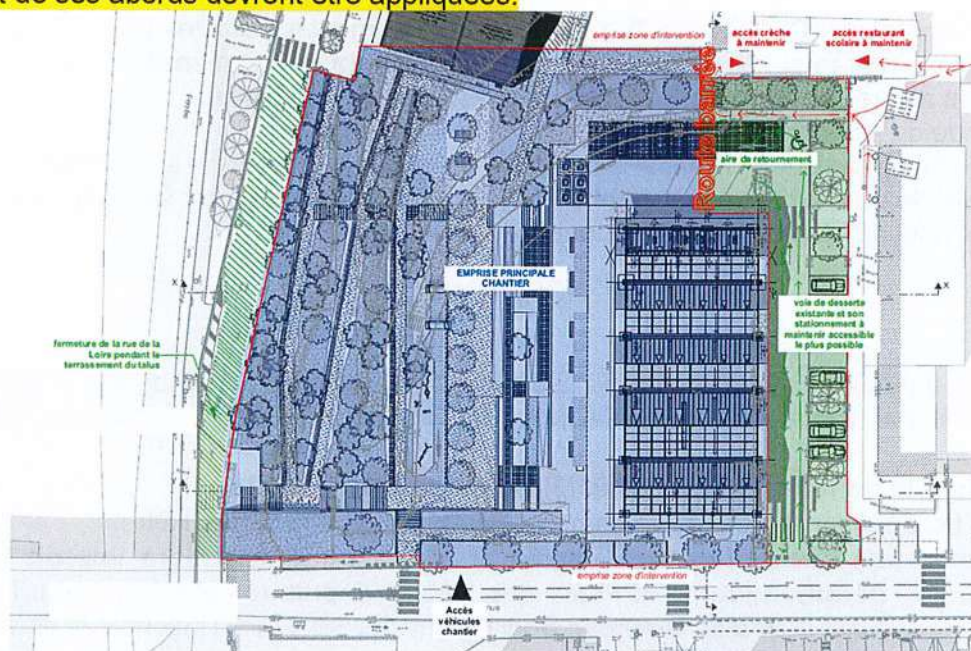 t de ses abords devront être appliquées.
emprise zone d'intervention
accès crèche
à maintenir
accès restaurant
scolaire à maintenir
Route barrée
aire de retournement
EMPRISE PRINCIPALE
CHANTIER
voie de desserte
existante et son
stationnement à
maintenir accessible
le plus possible
fermeture de la rue de la
Loire pendant le
terrassement du talus
X
X
emprise zone d'intervention
Accès
véhicules
chantier